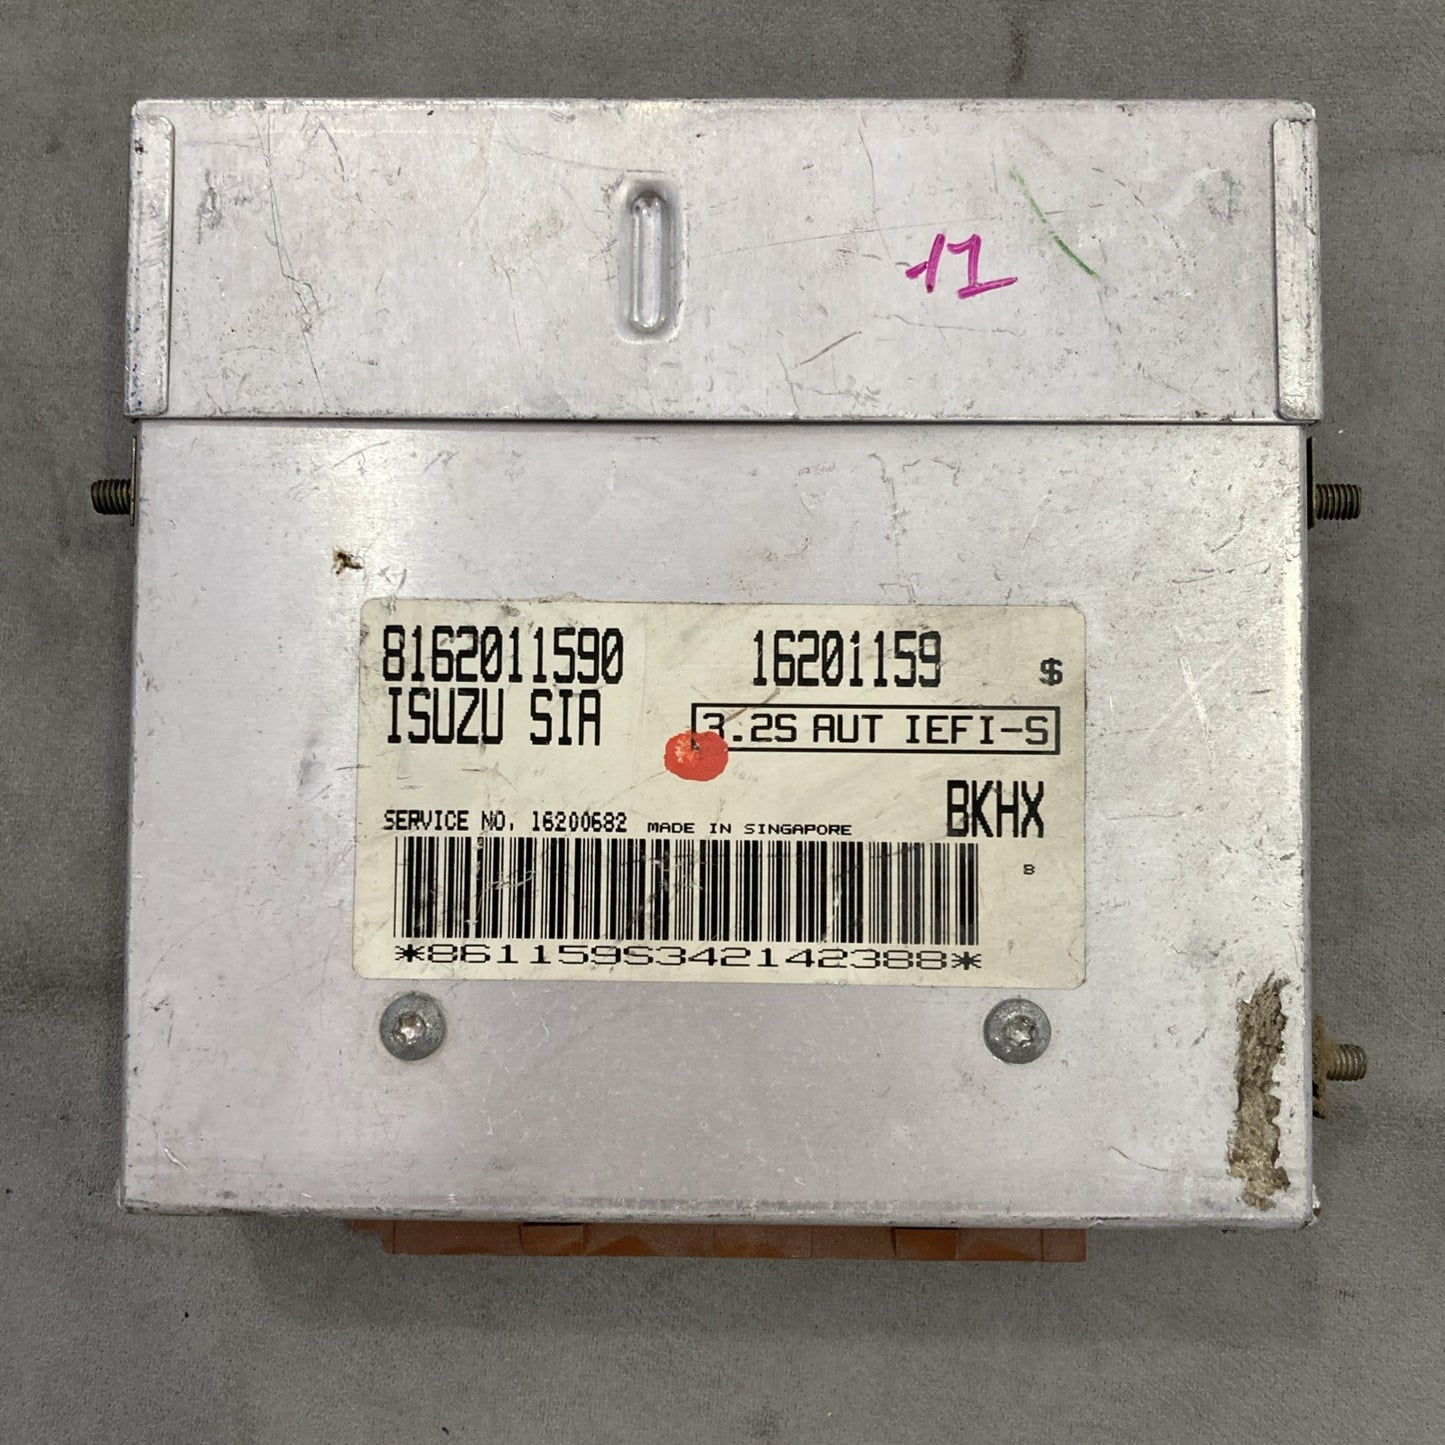 11
8162011590 16201159 $
ISUZU SIA 3.2S AUT IEFI-S
BKHX
SERVICE NO. 16200682 MADE IN SINGAPORE
B
*861159S342142388*